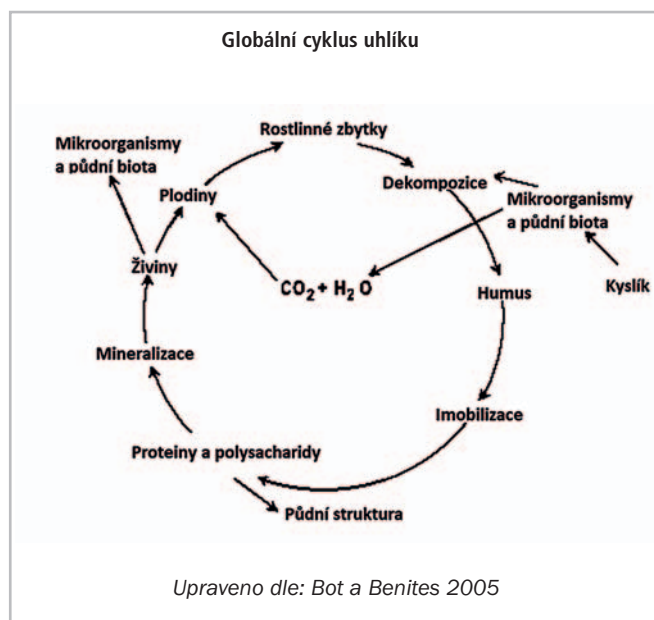 Globální cyklus uhlíku
Rostlinné zbytky
Mikroorganismy
a půdní biota
Dekompozice
Plodiny
Mikroorganismy
a půdní biota
Živiny
CO₂ + H₂ O
Humus
Kyslík
Mineralizace
Imobilizace
Proteiny a polysacharidy
Půdní struktura
Upraveno dle: Bot a Benites 2005